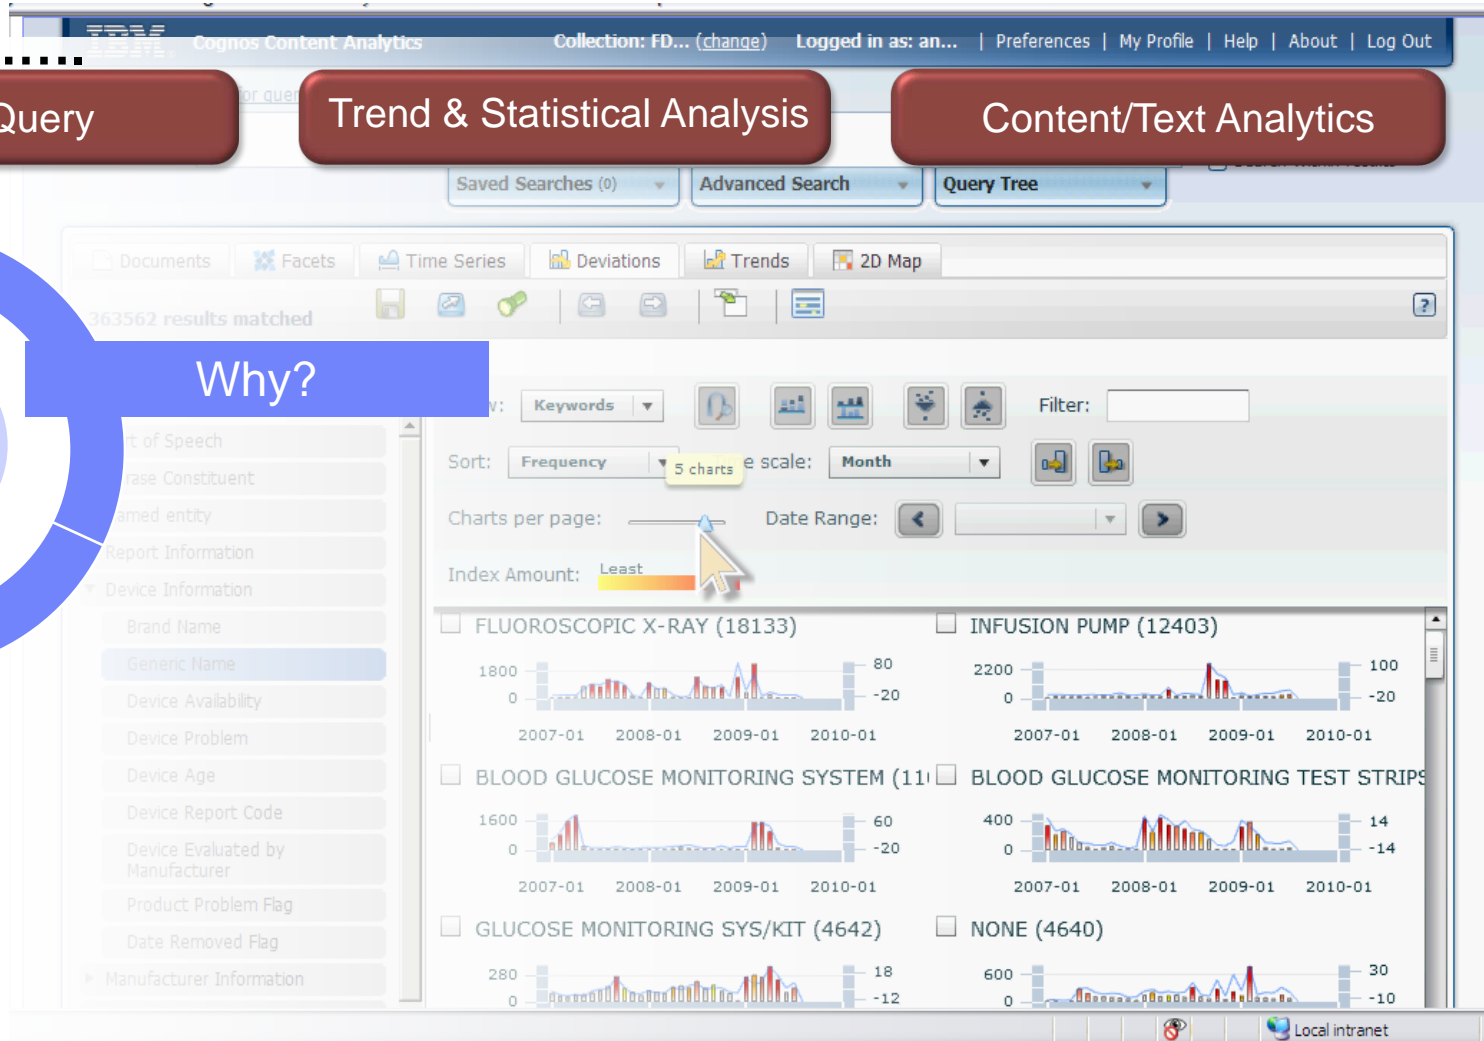 IBM Cognos Content Analytics Collection: FD... (change) Logged in as: an... | Preferences | My Profile | Help | About | Log Out
Query
Trend & Statistical Analysis
Content/Text Analytics
Saved Searches (0)
Advanced Search
Query Tree
Documents
Facets
Time Series
Deviations
Trends
2D Map
363562 results matched
Why?
Keywords
Filter:
Sort: Frequency
5 charts
scale: Month
Charts per page:
Date Range:
Index Amount: Least
of Speech
Constituent
entity
Report Information
Device Information
Brand Name
Generic Name
Device Availability
Device Problem
Device Age
Device Report Code
Device Evaluated by
Manufacturer
Product Problem Flag
Date Removed Flag
Manufacturer Information
FLUOROSCOPIC X-RAY (18133)
1800 80
0 -20
2007-01 2008-01 2009-01 2010-01
INFUSION PUMP (12403)
2200 100
0 -20
2007-01 2008-01 2009-01 2010-01
BLOOD GLUCOSE MONITORING SYSTEM (11
1600 60
0 -20
2007-01 2008-01 2009-01 2010-01
BLOOD GLUCOSE MONITORING TEST STRIPS
400 14
0 -14
2007-01 2008-01 2009-01 2010-01
GLUCOSE MONITORING SYS/KIT (4642)
280 18
0 -12
NONE (4640)
600 30
0 -10
Local intranet